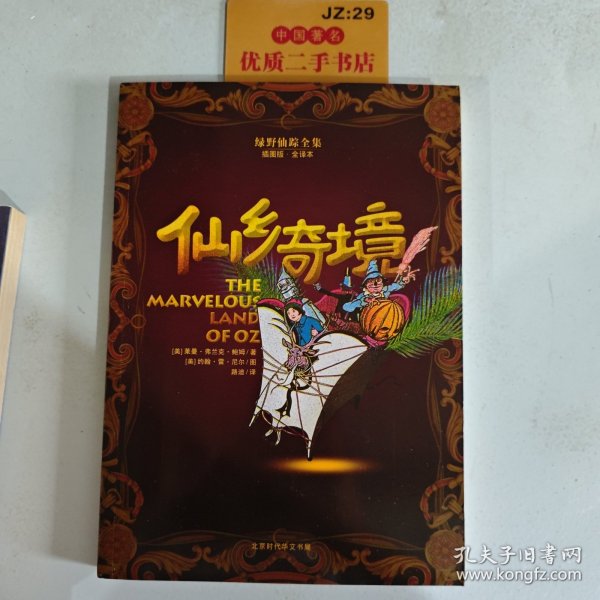 JZ:29
中国著名
优质二手书店
绿野仙踪全集
插图版·全译本
仙乡奇境
THE
MARVELOUS
LAND
OF OZ
[美]莱曼·弗兰克·鲍姆/著
[美]约翰·雷·尼尔/图
路迪/译
北京时代华文书局
孔夫子旧书网
www.kongfz.com